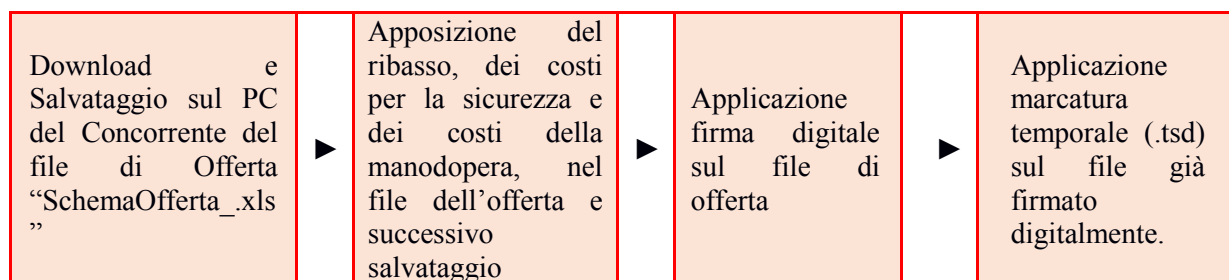 Download e
Salvataggio sul PC
del Concorrente del
file di Offerta
“SchemaOfferta_.xls
”
►
Apposizione del
ribasso, dei costi
per la sicurezza e
dei costi della
manodopera, nel
file dell’offerta e
successivo
salvataggio
►
Applicazione
firma digitale
sul file di
offerta
►
Applicazione
marcatura
temporale (.tsd)
sul file già
firmato
digitalmente.